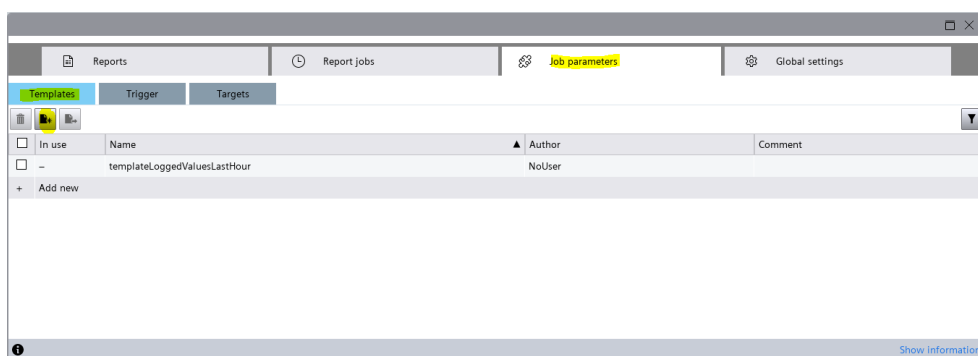 Reports Report jobs Job parameters Global settings
Templates Trigger Targets
In use Name Author Comment
– templateLoggedValuesLastHour NoUser
+ Add new
Show information